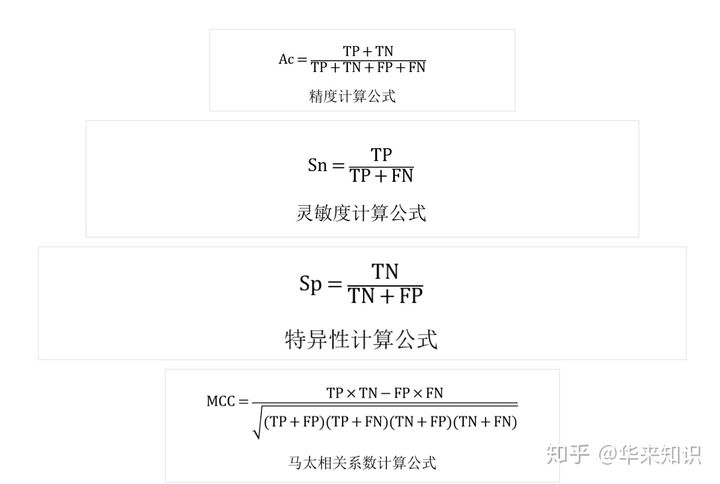 Ac = TP + TN / TP + TN + FP + FN
精度计算公式
Sn = TP / TP + FN
灵敏度计算公式
Sp = TN / TN + FP
特异性计算公式
MCC = TP × TN − FP × FN / √(TP + FP)(TP + FN)(TN + FP)(TN + FN)
马太相关系数计算公式
知乎 @华来知识